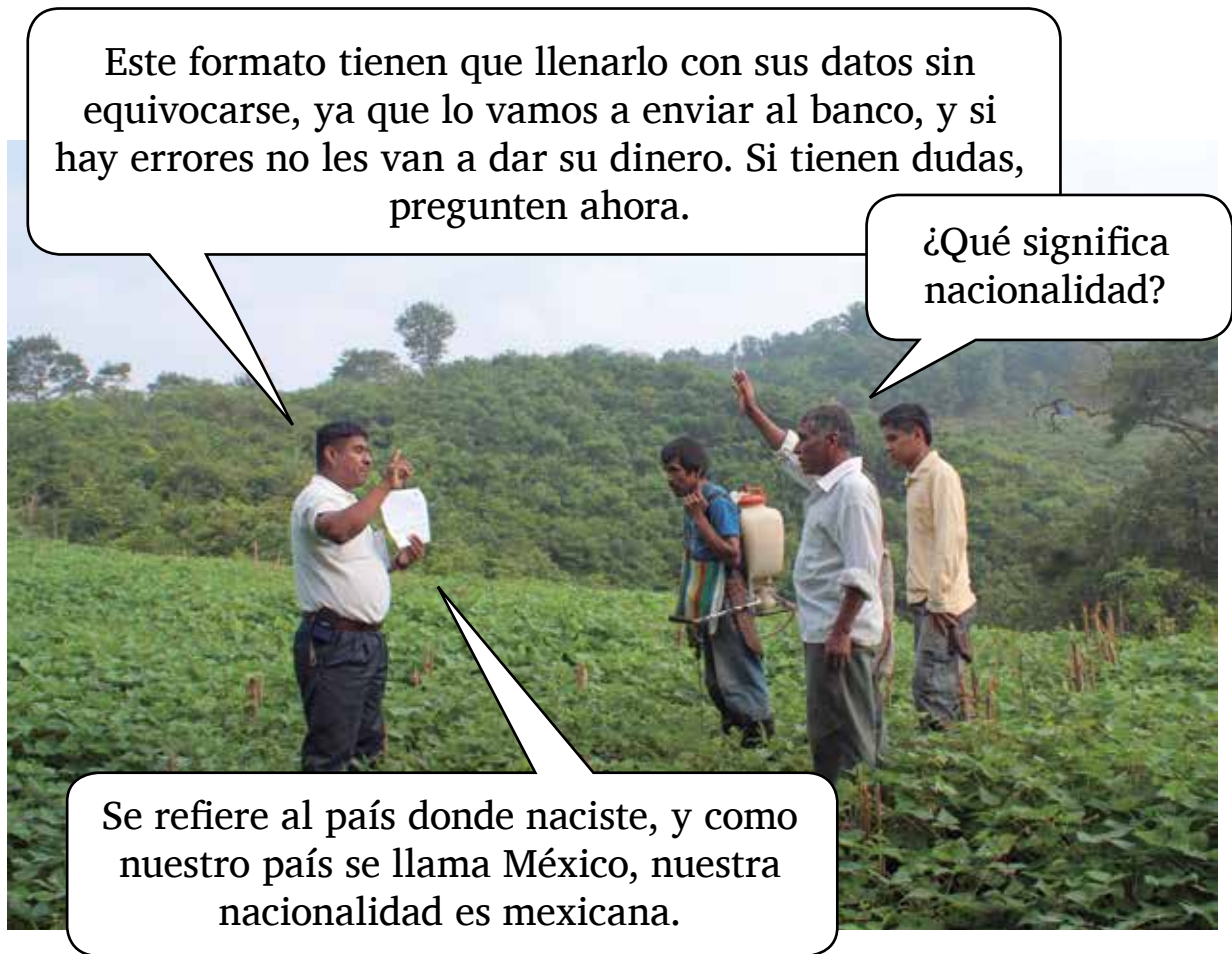 Este formato tienen que llenarlo con sus datos sin
equivocarse, ya que lo vamos a enviar al banco, y si
hay errores no les van a dar su dinero. Si tienen dudas,
pregunten ahora.
¿Qué significa
nacionalidad?
Se refiere al país donde naciste, y como
nuestro país se llama México, nuestra
nacionalidad es mexicana.